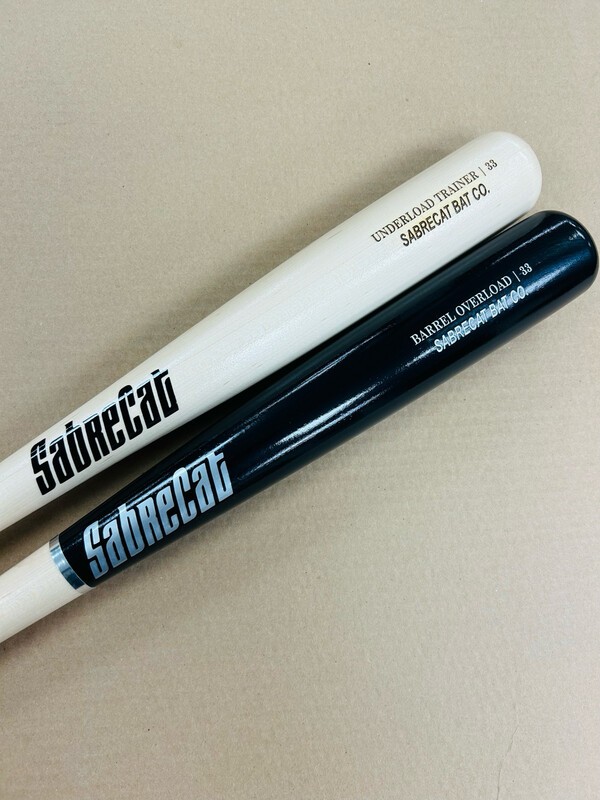 UNDERLOAD TRAINER | 33
SABRECAT BAT CO.
SabReCat
BARREL OVERLOAD | 33
SABRECAT BAT CO.
SabReCat